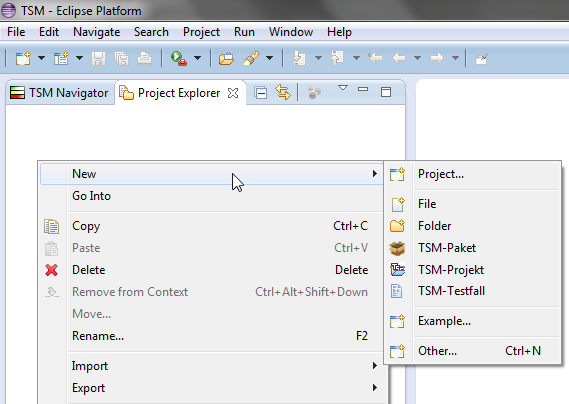 TSM - Eclipse Platform
File Edit Navigate Search Project Run Window Help
TSM Navigator Project Explorer
New
Go Into
Copy Ctrl+C
Paste Ctrl+V
Delete Delete
Remove from Context Ctrl+Alt+Shift+Down
Move...
Rename... F2
Import
Export
Project...
File
Folder
TSM-Paket
TSM-Projekt
TSM-Testfall
Example...
Other... Ctrl+N